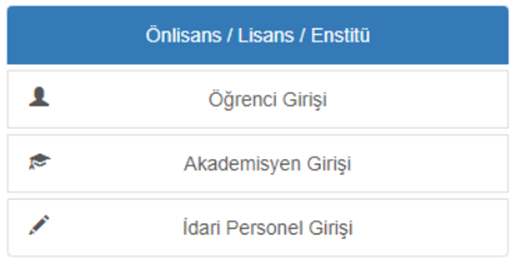 Önlisans / Lisans / Enstitü
Öğrenci Girişi
Akademisyen Girişi
İdari Personel Girişi